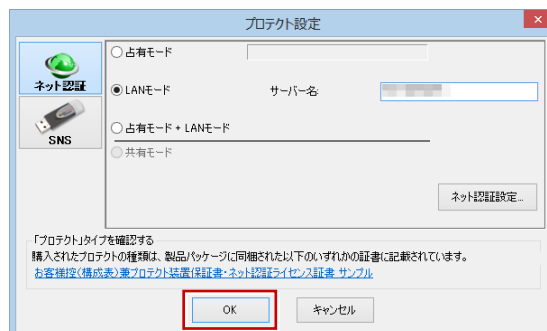 プロテクト設定
×
占有モード
ネット認証
LANモード
サーバー名:
占有モード + LANモード
SNS
共有モード
ネット認証設定...
「プロテクト」タイプを確認する
購入されたプロテクトの種類は、製品パッケージに同梱された以下のいずれかの証書に記載されています。
お客様控(構成表)兼プロテクト装置保証書・ネット認証ライセンス証書 サンプル
OK
キャンセル